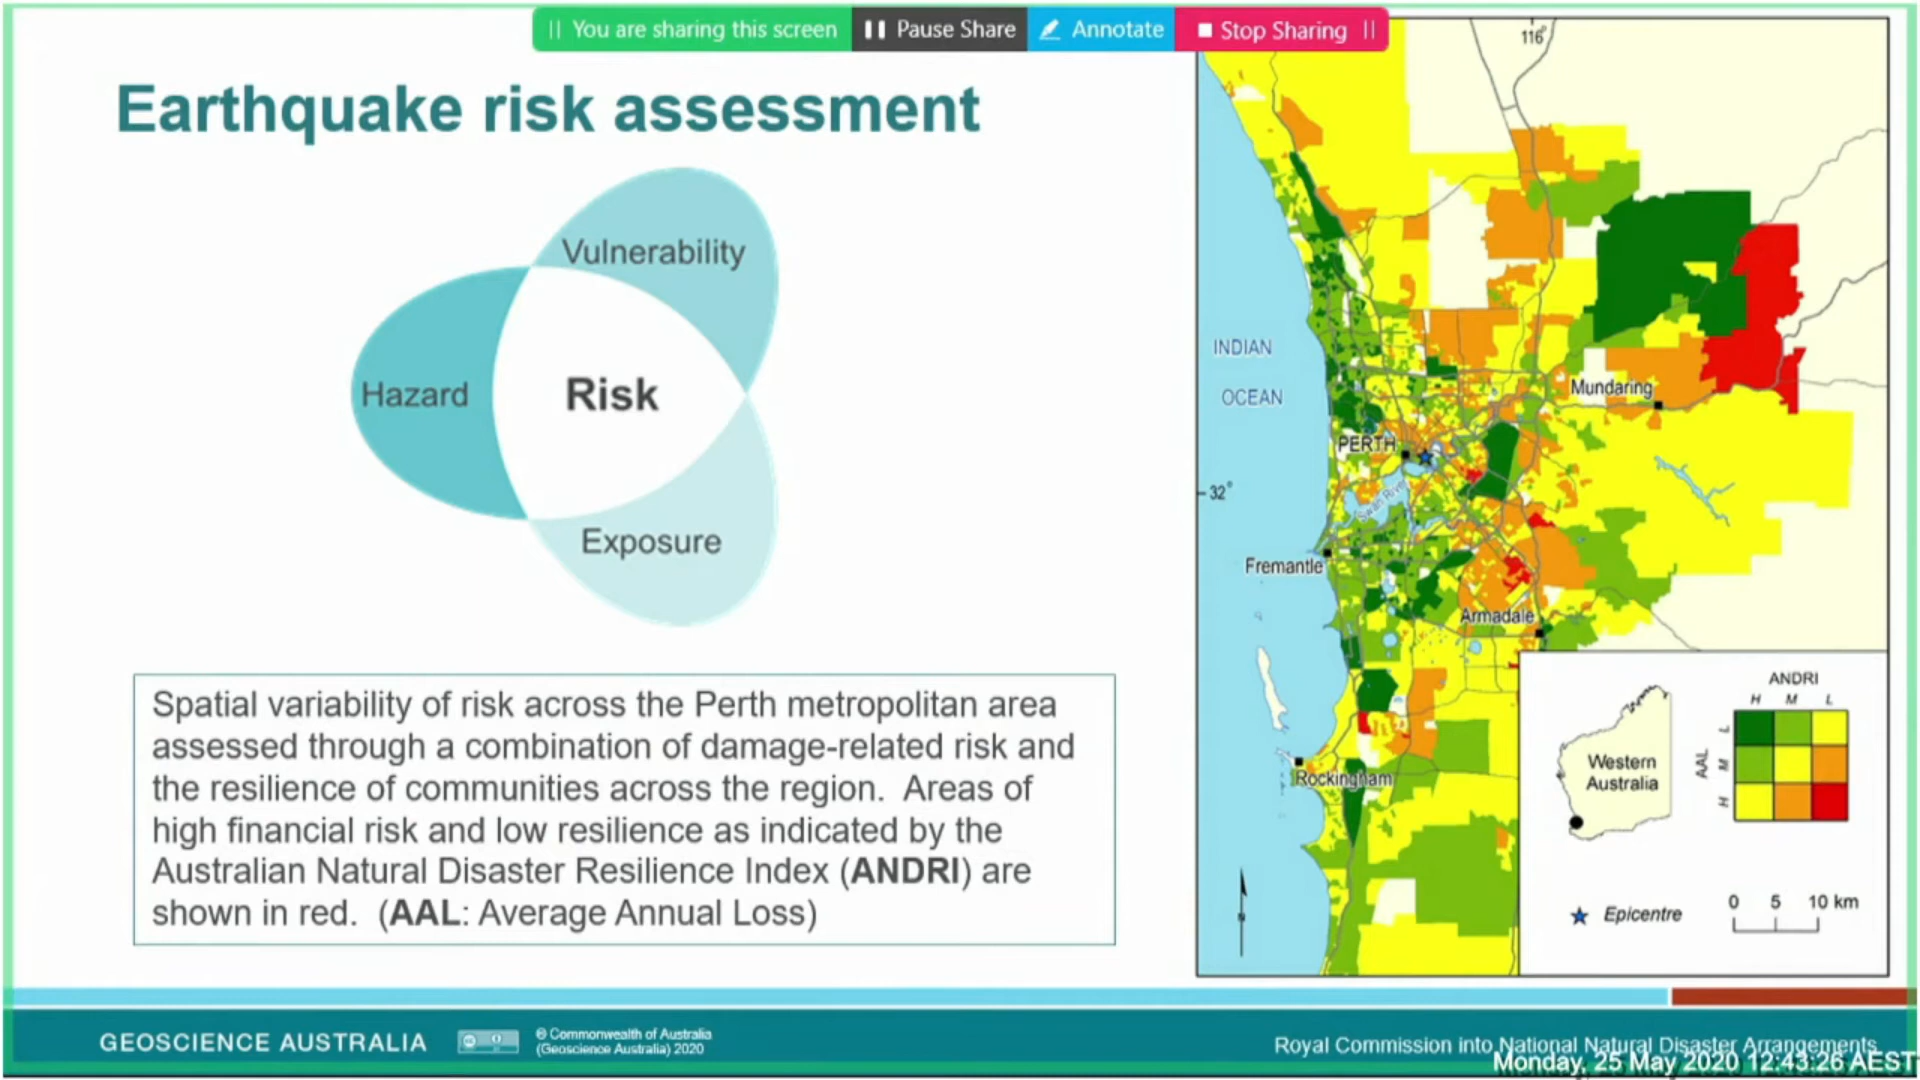 You are sharing this screen
Pause Share
Annotate
Stop Sharing
Earthquake risk assessment
Vulnerability
Hazard
Risk
Exposure
Spatial variability of risk across the Perth metropolitan area
assessed through a combination of damage-related risk and
the resilience of communities across the region. Areas of
high financial risk and low resilience as indicated by the
Australian Natural Disaster Resilience Index (ANDRI) are
shown in red. (AAL: Average Annual Loss)
116°
INDIAN
OCEAN
Mundaring
PERTH
32°
Swan River
Fremantle
Armadale
Rockingham
Western
Australia
ANDRI
H M L
AAL
L
M
H
Epicentre
0 5 10 km
N
GEOSCIENCE AUSTRALIA
© Commonwealth of Australia
(Geoscience Australia) 2020
Royal Commission into National Natural Disaster Arrangements
Monday, 25 May 2020 12:43:26 AEST